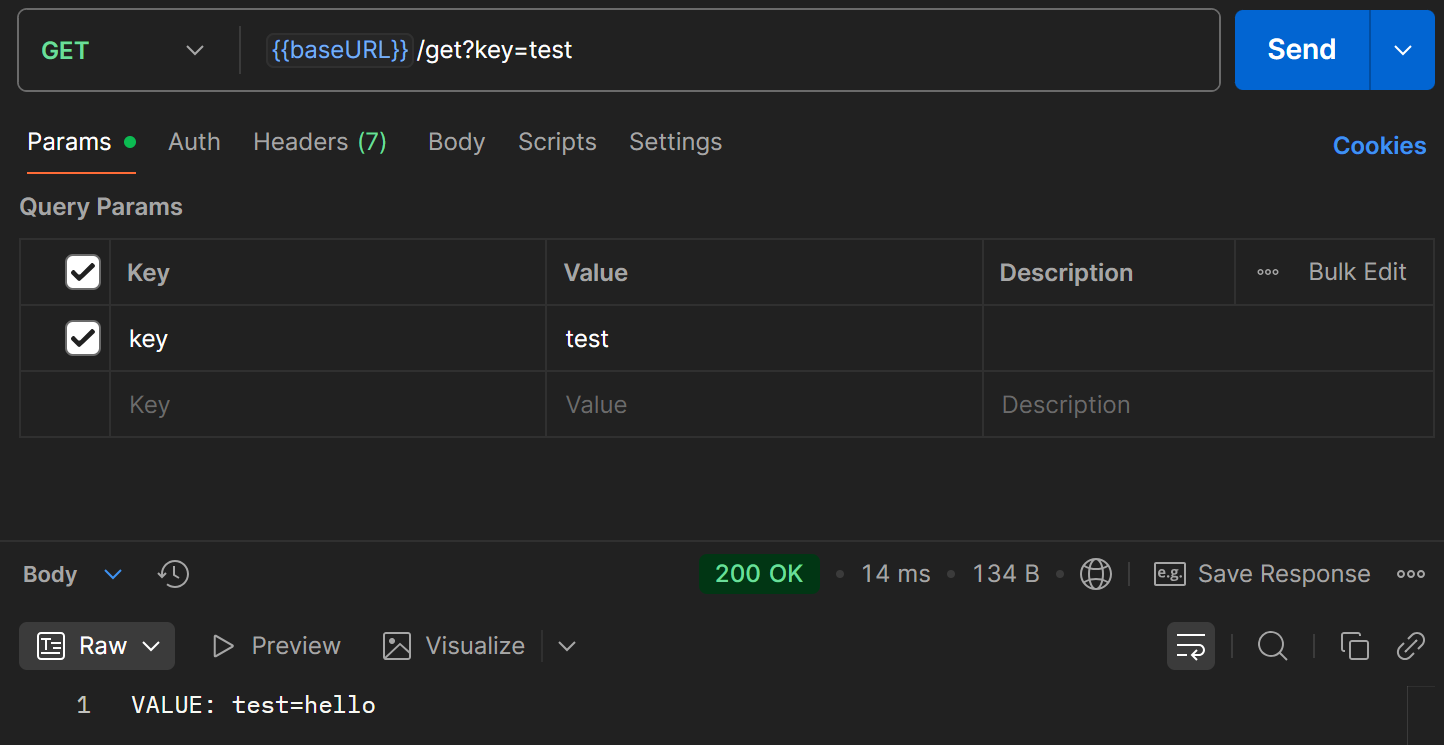 GET {{baseURL}}/get?key=test Send
Params Auth Headers (7) Body Scripts Settings Cookies
Query Params
Key Value Description Bulk Edit
key test
Key Value Description
Body 200 OK 14 ms 134 B e.g. Save Response
Raw Preview Visualize
1 VALUE: test=hello